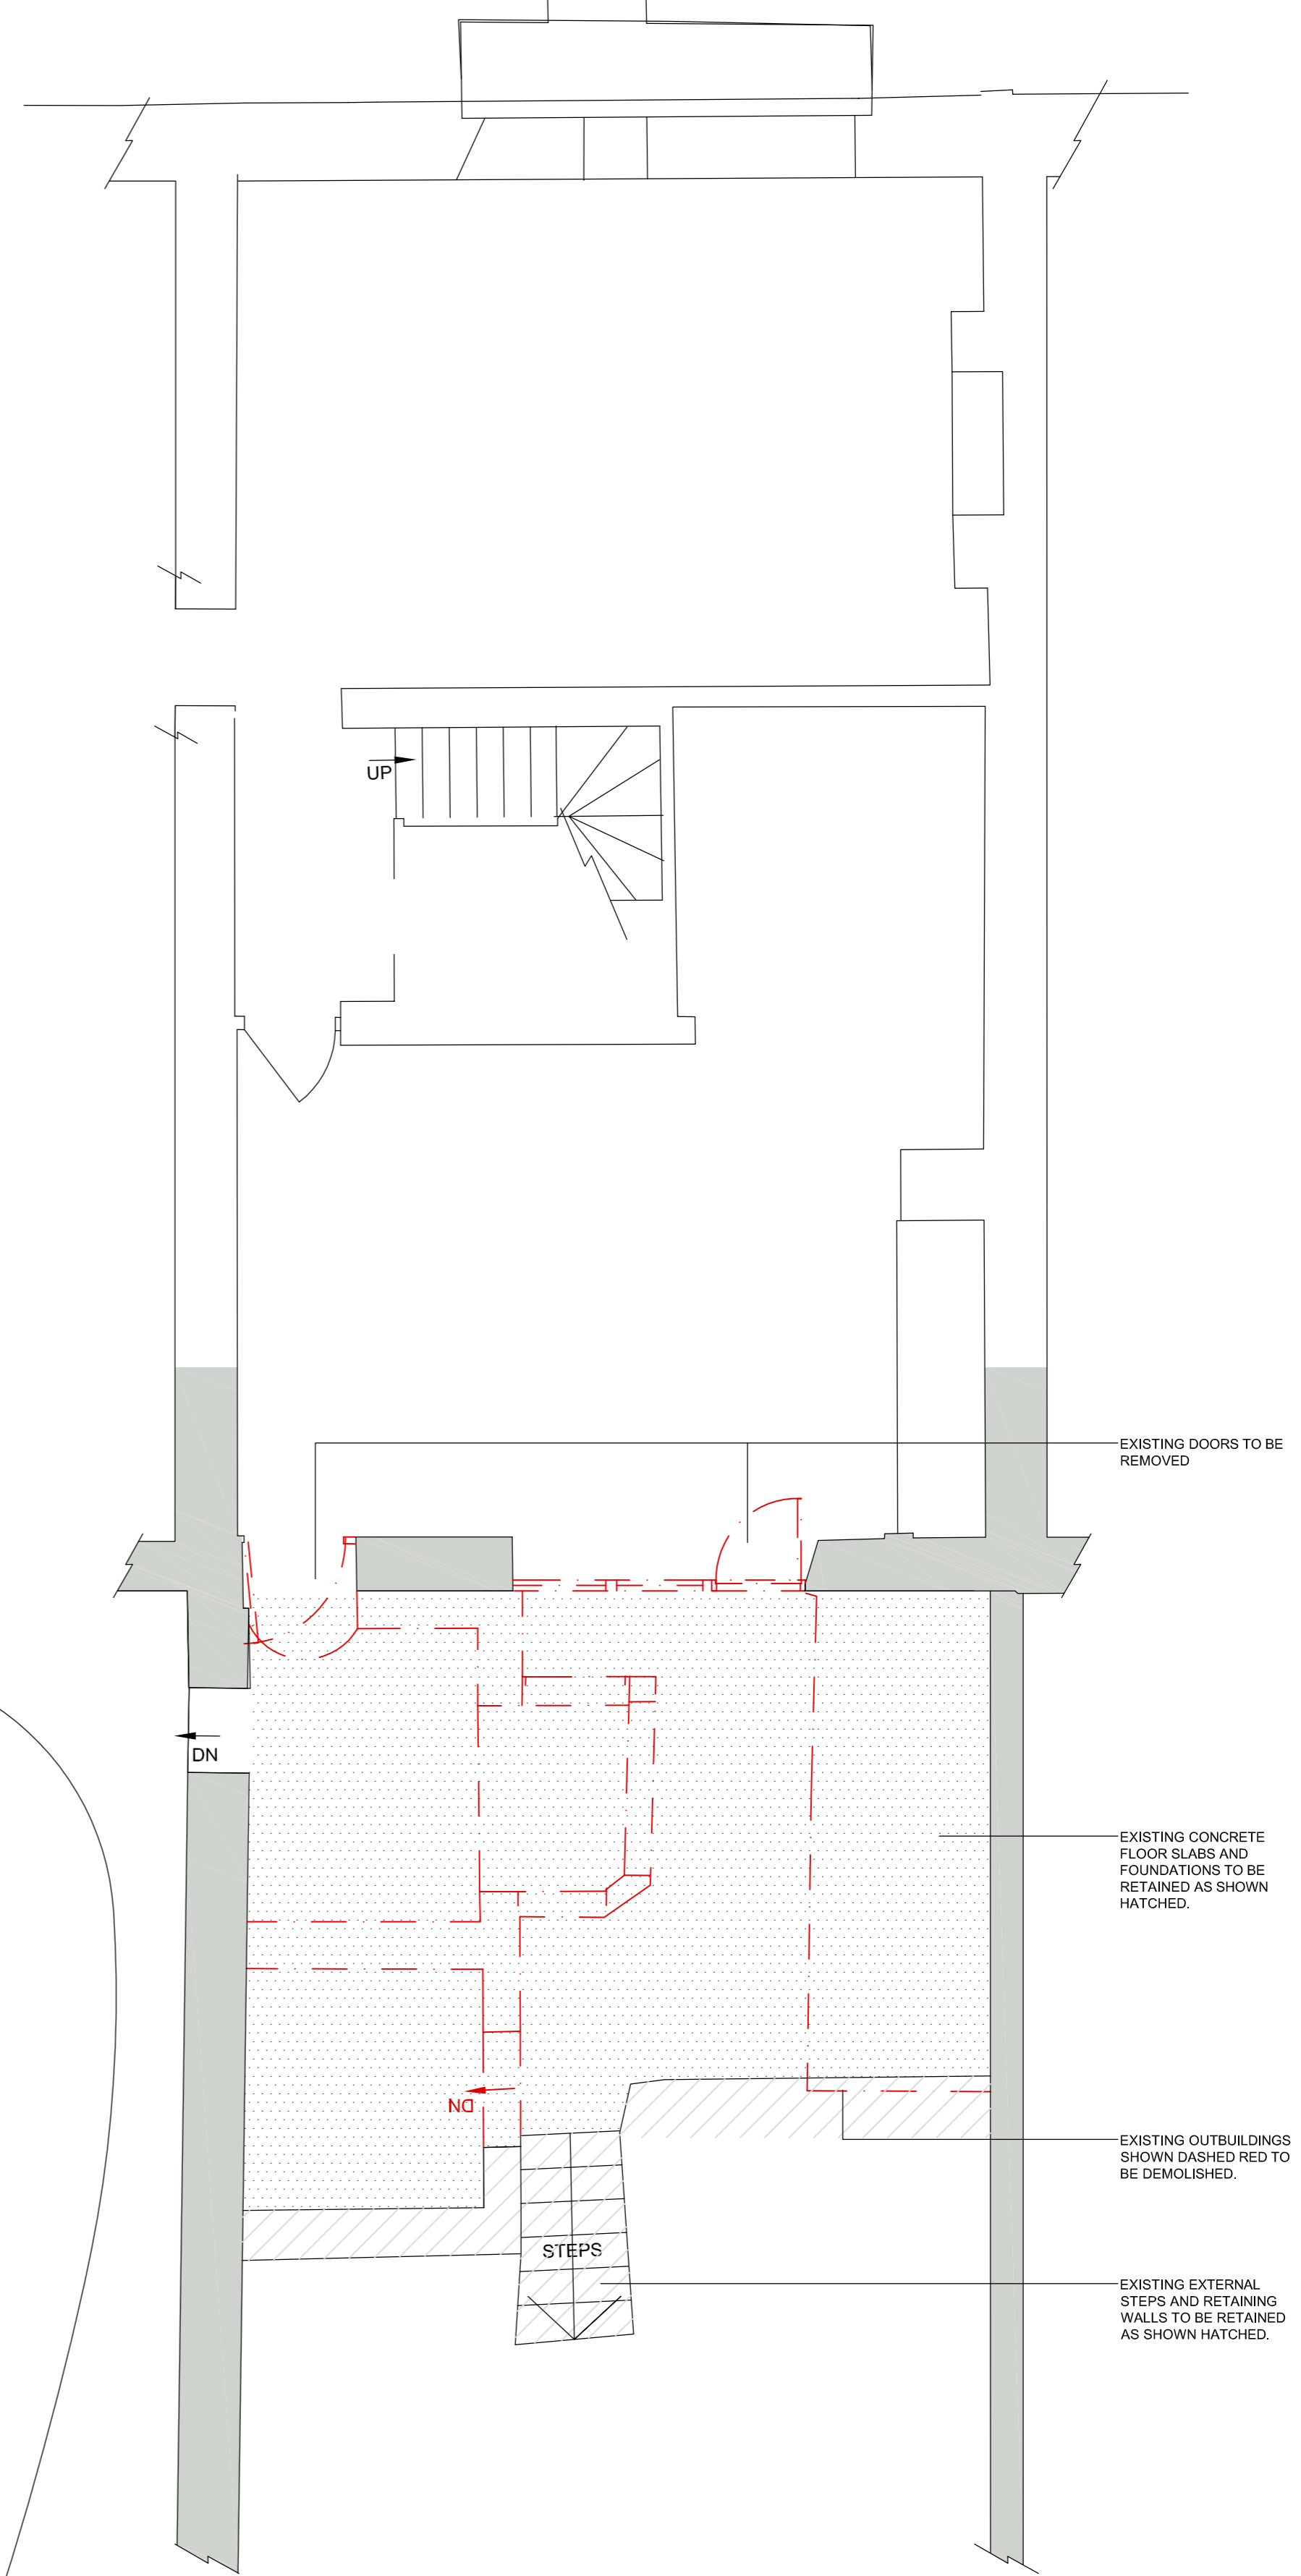 UP
EXISTING DOORS TO BE
REMOVED
DN
EXISTING CONCRETE
FLOOR SLABS AND
FOUNDATIONS TO BE
RETAINED AS SHOWN
HATCHED.
DN
EXISTING OUTBUILDINGS
SHOWN DASHED RED TO
BE DEMOLISHED.
STEPS
EXISTING EXTERNAL
STEPS AND RETAINING
WALLS TO BE RETAINED
AS SHOWN HATCHED.